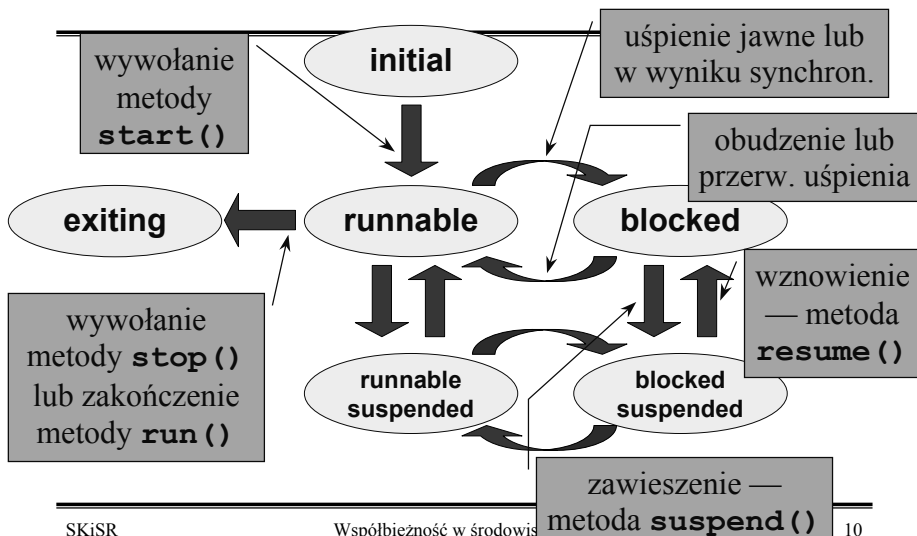 initial
wywołanie
metody
start()
uśpienie jawne lub
w wyniku synchron.
obudzenie lub
przerw. uśpienia
exiting
runnable
blocked
wywołanie
metody stop()
lub zakończenie
metody run()
wznowienie
— metoda
resume()
runnable
suspended
blocked
suspended
zawieszenie —
metoda suspend()
SKiSR
Współbieżność w środowis
10